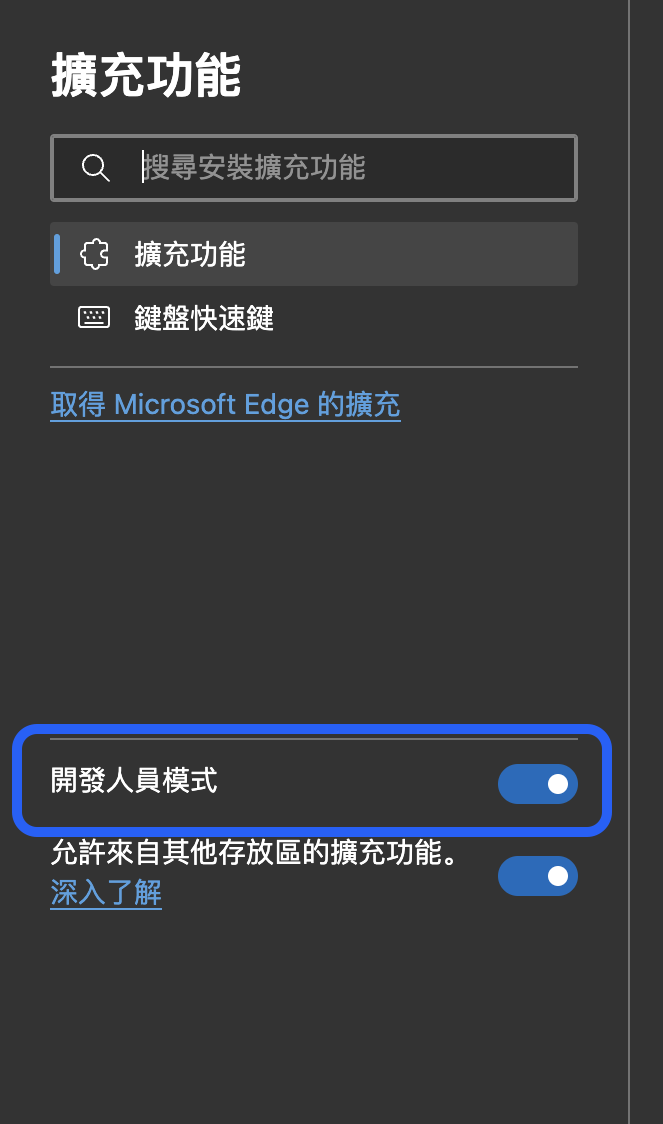 擴充功能
搜尋安裝擴充功能
擴充功能
鍵盤快速鍵
取得 Microsoft Edge 的擴充
開發人員模式
允許來自其他存放區的擴充功能。
深入了解